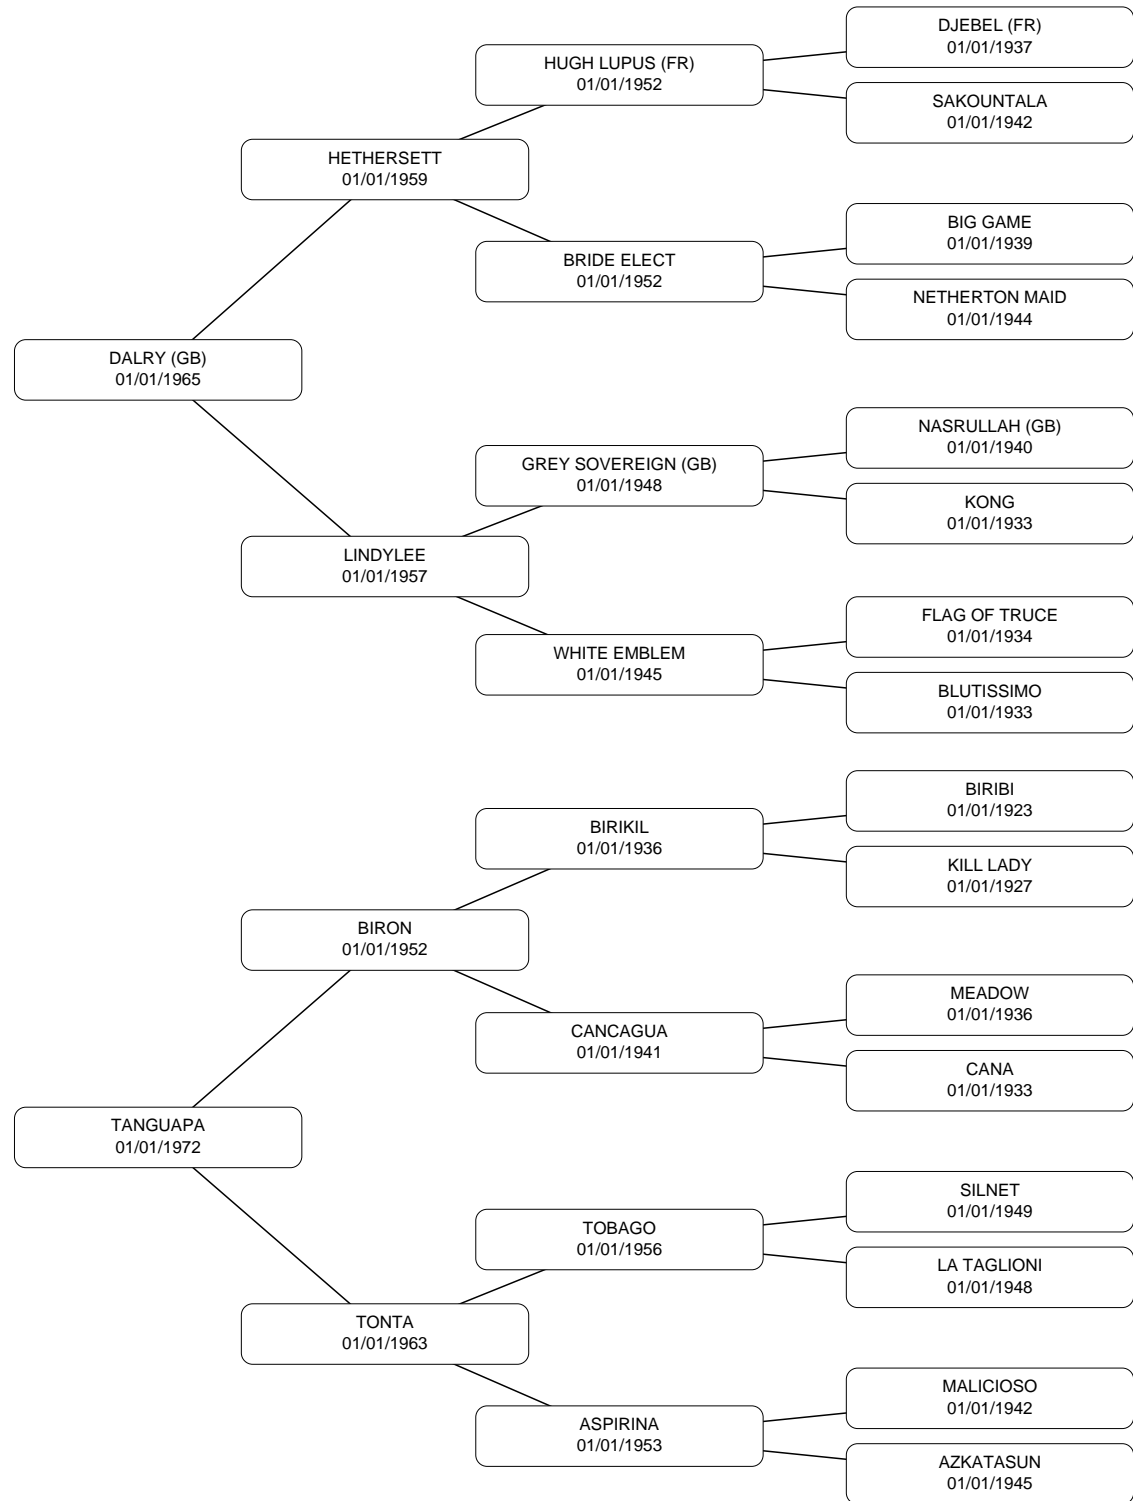 DJEBEL (FR)
01/01/1937
HUGH LUPUS (FR)
01/01/1952
SAKOUNTALA
01/01/1942
HETHERSETT
01/01/1959
BIG GAME
01/01/1939
BRIDE ELECT
01/01/1952
NETHERTON MAID
01/01/1944
DALRY (GB)
01/01/1965
NASRULLAH (GB)
01/01/1940
GREY SOVEREIGN (GB)
01/01/1948
KONG
01/01/1933
LINDYLEE
01/01/1957
FLAG OF TRUCE
01/01/1934
WHITE EMBLEM
01/01/1945
BLUTISSIMO
01/01/1933
BIRIBI
01/01/1923
BIRIKIL
01/01/1936
KILL LADY
01/01/1927
BIRON
01/01/1952
MEADOW
01/01/1936
CANCAGUA
01/01/1941
CANA
01/01/1933
TANGUAPA
01/01/1972
SILNET
01/01/1949
TOBAGO
01/01/1956
LA TAGLIONI
01/01/1948
TONTA
01/01/1963
MALICIOSO
01/01/1942
ASPIRINA
01/01/1953
AZKATASUN
01/01/1945